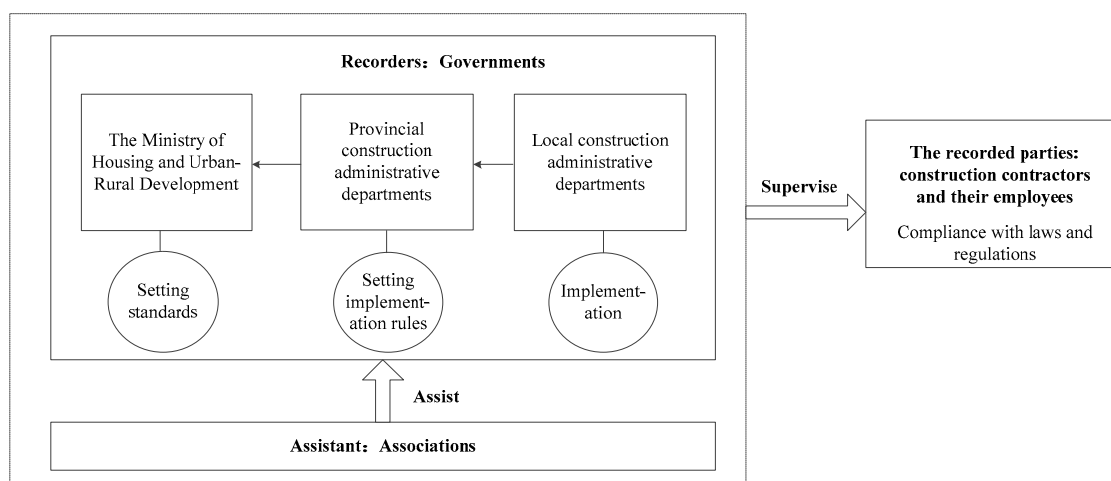 Recorders：Governments
The Ministry of
Housing and Urban-
Rural Development
Provincial
construction
administrative
departments
Local construction
administrative
departments
Setting
standards
Setting
implement-
ation rules
Implement-
ation
Assist
Assistant：Associations
Supervise
The recorded parties:
construction contractors
and their employees
Compliance with laws and
regulations